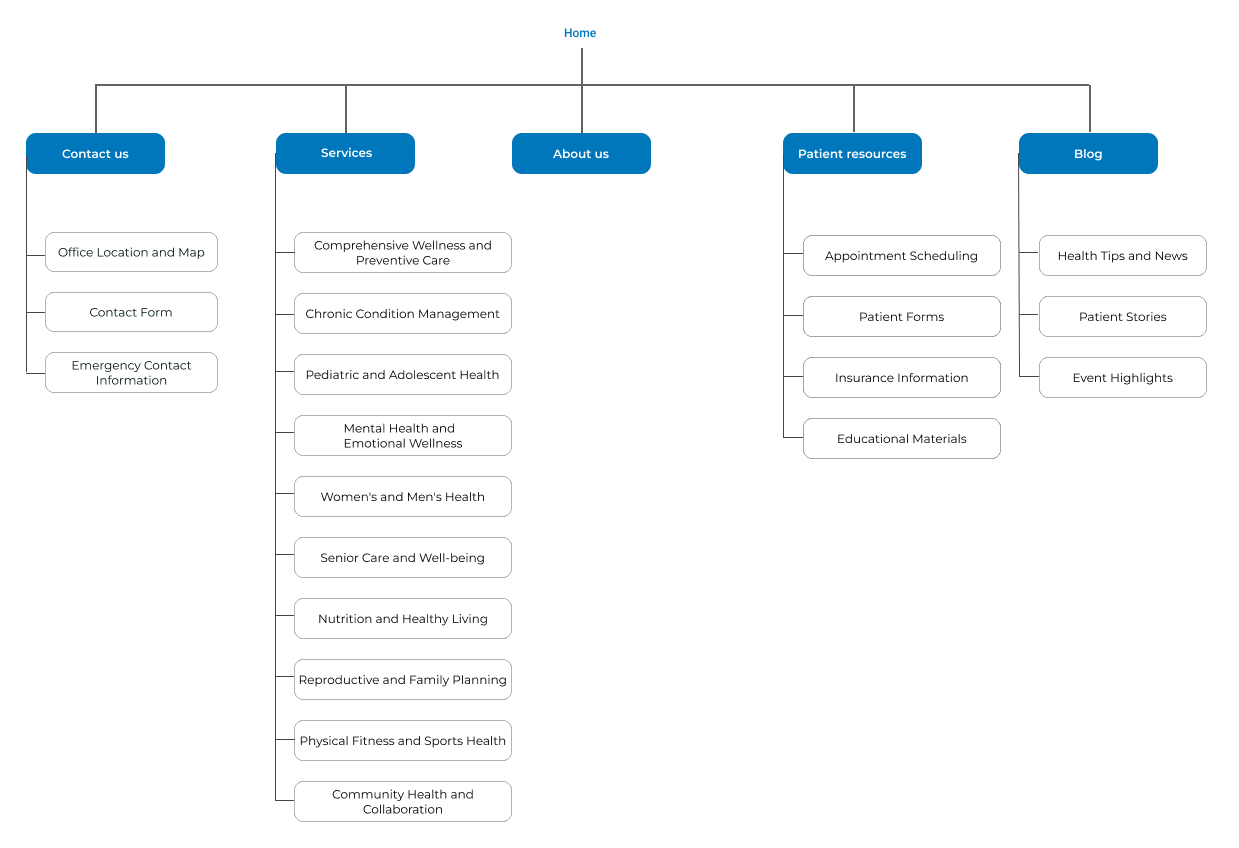 Home
Contact us
Services
About us
Patient resources
Blog
Office Location and Map
Contact Form
Emergency Contact
Information
Comprehensive Wellness and
Preventive Care
Chronic Condition Management
Pediatric and Adolescent Health
Mental Health and
Emotional Wellness
Women's and Men's Health
Senior Care and Well-being
Nutrition and Healthy Living
Reproductive and Family Planning
Physical Fitness and Sports Health
Community Health and
Collaboration
Appointment Scheduling
Patient Forms
Insurance Information
Educational Materials
Health Tips and News
Patient Stories
Event Highlights